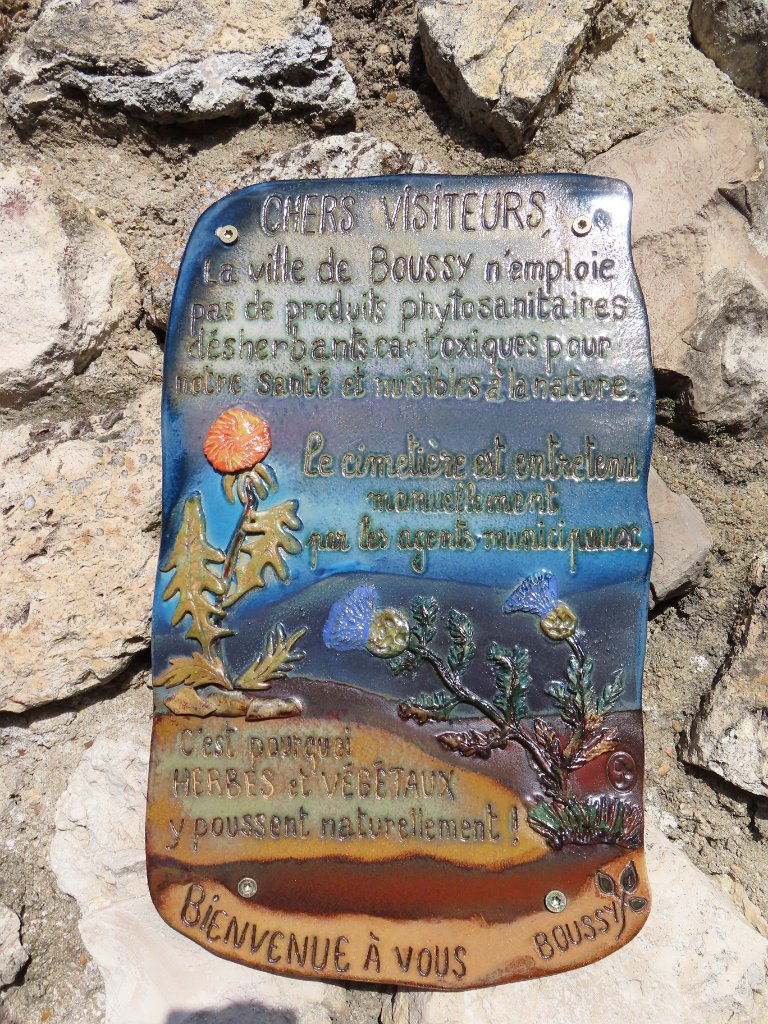 CHERS VISITEURS,
La ville de BOUSSY n'emploie
pas de produits phytosanitaires
désherbants car toxiques pour
notre santé et nuisibles à la nature.
Le cimetière est entretenu
manuellement
par les agents municipaux.
C'est pourquoi
HERBES et VÉGÉTAUX
y poussent naturellement !
BIENVENUE À VOUS
BOUSSY